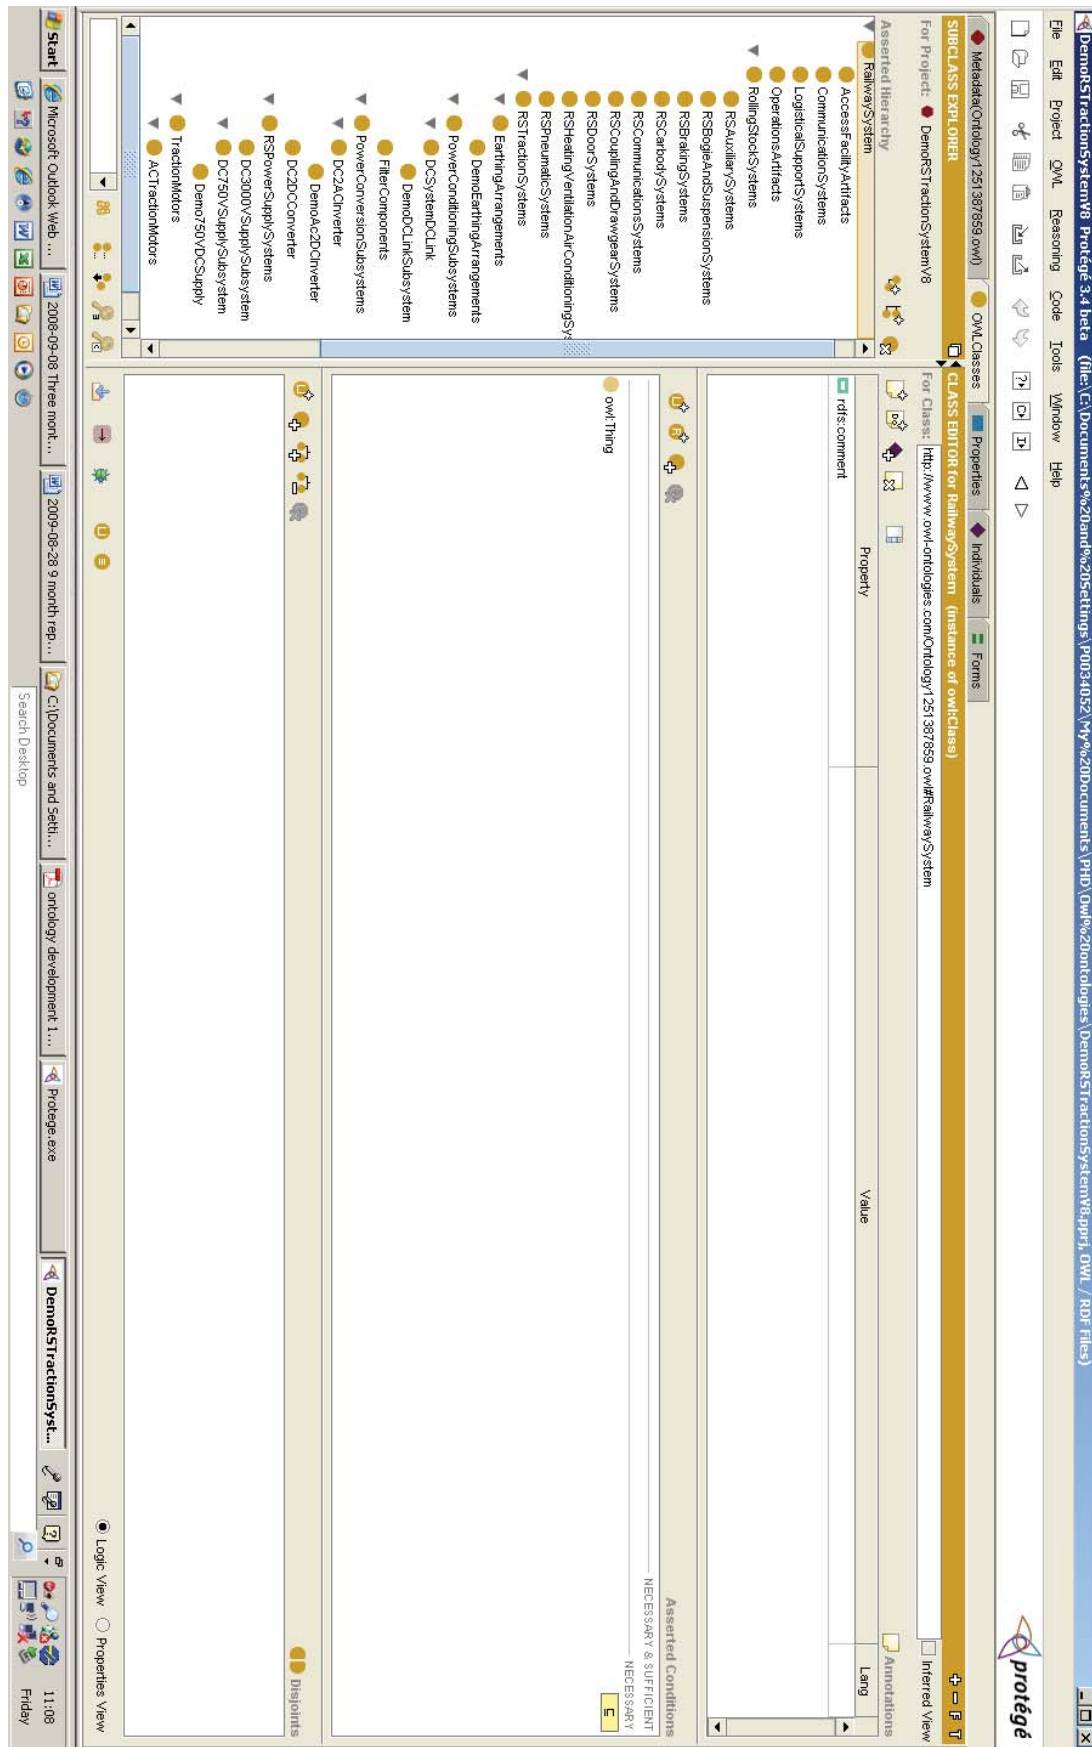 DemoRSTractionSystemV8 Protégé 3.4 beta (file:\C:\Documents%20and%20Settings\P0034052\My%20Documents\PHD\Owl%20ontologies\DemoRSTractionSystemV8.pprj, OWL / RDF Files)
File Edit Project OWL Reasoning Code Tools Window Help
protégé
Metadata(Ontology1251387859.owl) OWLClasses Properties Individuals Forms
SUBCLASS EXPLORER
For Project: DemoRSTractionSystemV8
Asserted Hierarchy
RailwaySystem
AccessFacilityArtifacts
CommunicationSystems
LogisticalSupportSystems
OperationsArtifacts
RollingStockSystems
RSAuxiliarySystems
RSBogieAndSuspensionSystems
RSBrakingSystems
RSCarbodySystems
RSCommunicationsSystems
RSCouplingAndDrawgearSystems
RSDoorSystems
RSHeatingVentilationAirConditioningSys
RSPneumaticSystems
RSTractionSystems
EarthingArrangements
DemoEarthingArrangements
PowerConditioningSubsystems
DCSystemDCLink
DemoDCLinkSubsystem
FilterComponents
PowerConversionSubsystems
DC2ACInverter
DemoAc2DCInverter
DC2DCConverter
RSPowerSupplySystems
DC3000VSupplySubsystem
DC750VSupplySubsystem
Demo750VDCSupply
TractionMotors
ACTractionMotors
CLASS EDITOR for RailwaySystem (instance of owl:Class)
+ - F T
For Class: http://www.owl-ontologies.com/Ontology1251387859.owl#RailwaySystem
Inferred View
Annotations
Property Value Lang
rdfs:comment
Asserted Conditions
NECESSARY & SUFFICIENT
NECESSARY
owl:Thing
Disjoints
Logic View Properties View
Start
Microsoft Outlook Web ...
2008-09-08 Three mont...
2009-08-28 9 month rep...
C:\Documents and Setti...
ontology development 1...
Protege.exe
DemoRSTractionSyst...
11:08
Search Desktop
Friday